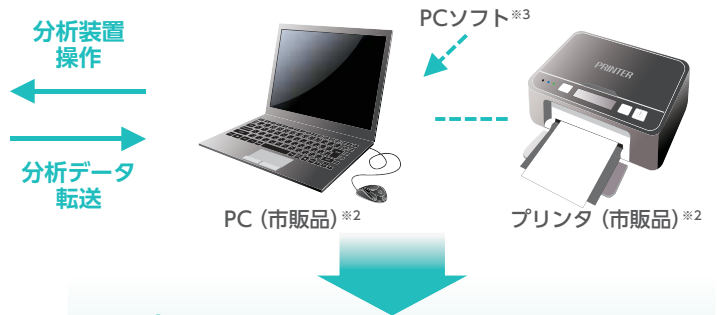 分析装置
操作
分析データ
転送
PCソフト※3
PRINTER
PC（市販品）※2
プリンタ（市販品）※2